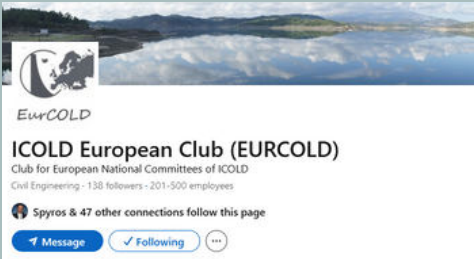 EurCOLD
ICOLD European Club (EURCOLD)
Club for European National Committees of ICOLD
Civil Engineering · 138 followers · 201-500 employees
Spyros & 47 other connections follow this page
Message
Following